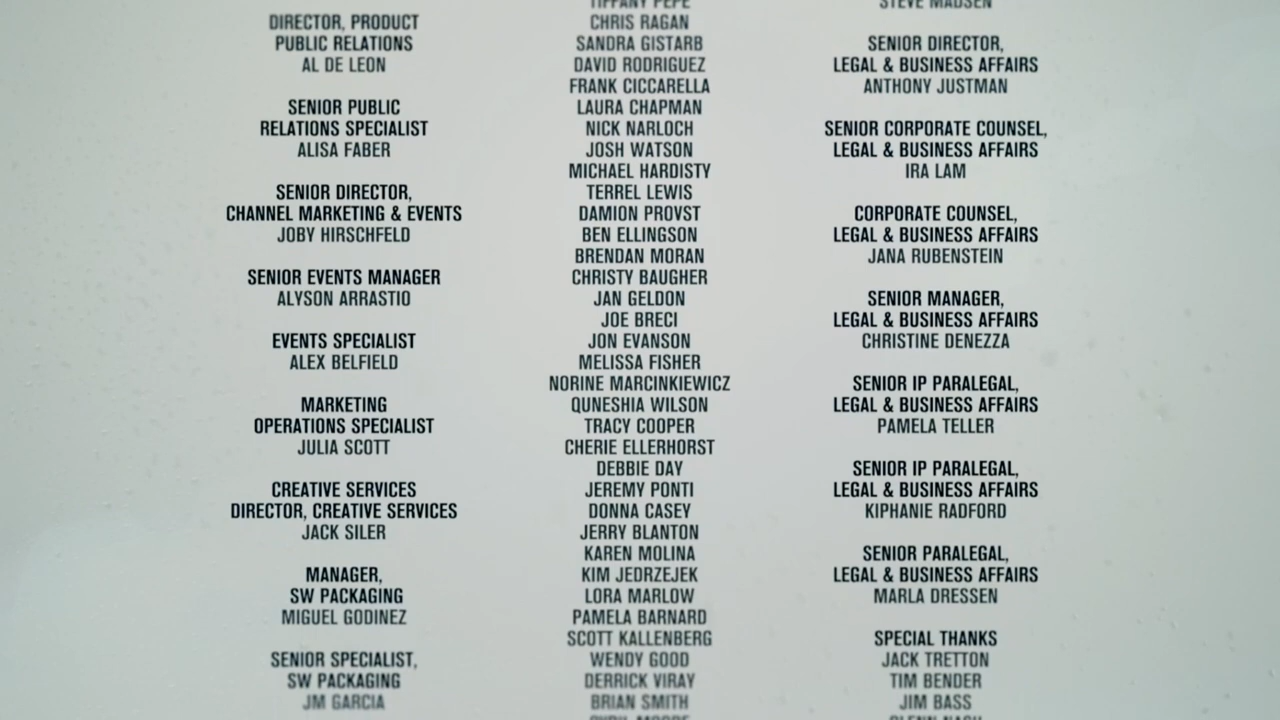 DIRECTOR, PRODUCT
PUBLIC RELATIONS
AL DE LEON
SENIOR PUBLIC
RELATIONS SPECIALIST
ALISA FABER
SENIOR DIRECTOR,
CHANNEL MARKETING & EVENTS
JOBY HIRSCHFELD
SENIOR EVENTS MANAGER
ALYSON ARRASTIO
EVENTS SPECIALIST
ALEX BELFIELD
MARKETING
OPERATIONS SPECIALIST
JULIA SCOTT
CREATIVE SERVICES
DIRECTOR, CREATIVE SERVICES
JACK SILER
MANAGER,
SW PACKAGING
MIGUEL GODINEZ
SENIOR SPECIALIST,
SW PACKAGING
JM GARCIA
TIFFANY PEPE
CHRIS RAGAN
SANDRA GISTARB
DAVID RODRIGUEZ
FRANK CICCARELLA
LAURA CHAPMAN
NICK NARLOCH
JOSH WATSON
MICHAEL HARDISTY
TERREL LEWIS
DAMION PROVST
BEN ELLINGSON
BRENDAN MORAN
CHRISTY BAUGHER
JAN GELDON
JOE BRECI
JON EVANSON
MELISSA FISHER
NORINE MARCINKIEWICZ
QUNESHIA WILSON
TRACY COOPER
CHERIE ELLERHORST
DEBBIE DAY
JEREMY PONTI
DONNA CASEY
JERRY BLANTON
KAREN MOLINA
KIM JEDRZEJEK
LORA MARLOW
PAMELA BARNARD
SCOTT KALLENBERG
WENDY GOOD
DERRICK VIRAY
BRIAN SMITH
STEVE MADSEN
SENIOR DIRECTOR,
LEGAL & BUSINESS AFFAIRS
ANTHONY JUSTMAN
SENIOR CORPORATE COUNSEL,
LEGAL & BUSINESS AFFAIRS
IRA LAM
CORPORATE COUNSEL,
LEGAL & BUSINESS AFFAIRS
JANA RUBENSTEIN
SENIOR MANAGER,
LEGAL & BUSINESS AFFAIRS
CHRISTINE DENEZZA
SENIOR IP PARALEGAL,
LEGAL & BUSINESS AFFAIRS
PAMELA TELLER
SENIOR IP PARALEGAL,
LEGAL & BUSINESS AFFAIRS
KIPHANIE RADFORD
SENIOR PARALEGAL,
LEGAL & BUSINESS AFFAIRS
MARLA DRESSEN
SPECIAL THANKS
JACK TRETTON
TIM BENDER
JIM BASS